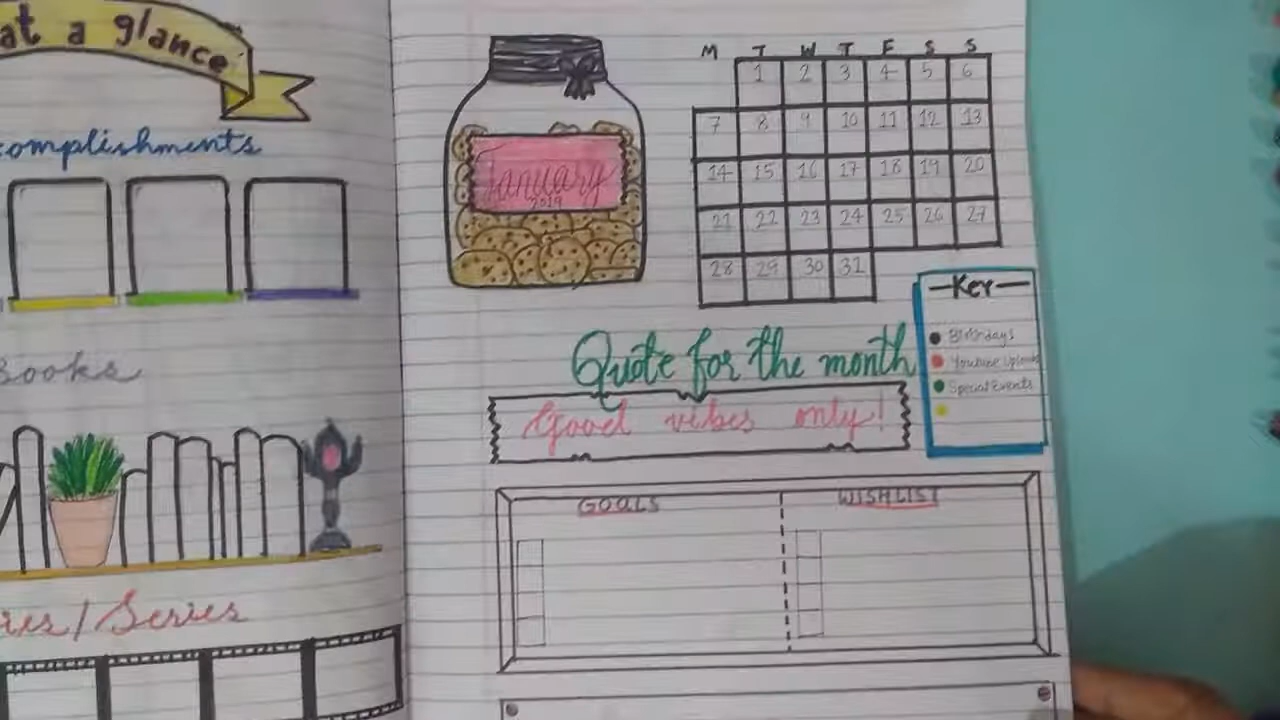 at a glance
complishments
Books
ies/Series
January
2019
M T W T F S S
1 2 3 4 5 6
7 8 9 10 11 12 13
14 15 16 17 18 19 20
21 22 23 24 25 26 27
28 29 30 31
Key
Birthdays
Youtube Uploads
Special Events
Quote for the month
Good vibes only!
GOALS
WISHLIST